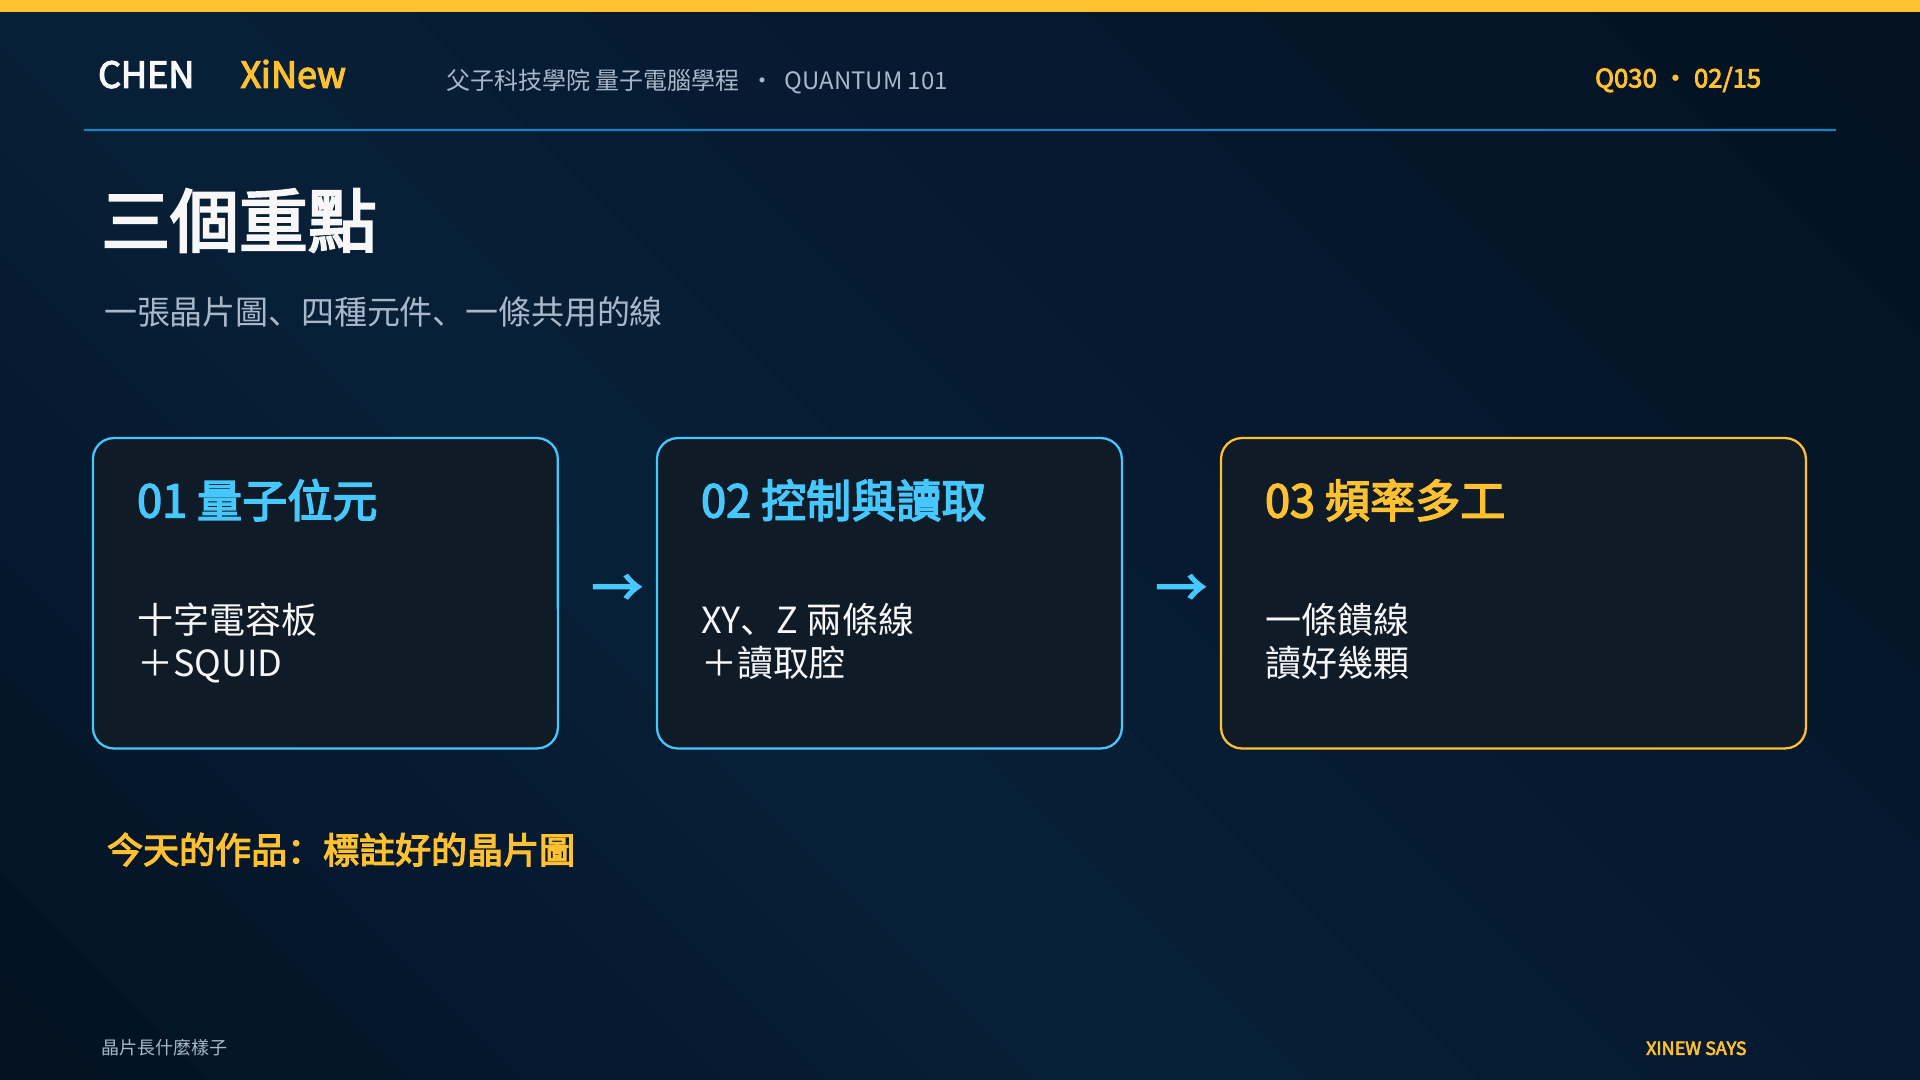 CHEN XiNew 父子科技學院 量子電腦學程 · QUANTUM 101 Q030 · 02/15
三個重點
一張晶片圖、四種元件、一條共用的線
01 量子位元
十字電容板
＋SQUID
→
02 控制與讀取
XY、Z 兩條線
＋讀取腔
→
03 頻率多工
一條饋線
讀好幾顆
今天的作品：標註好的晶片圖
晶片長什麼樣子 XINEW SAYS